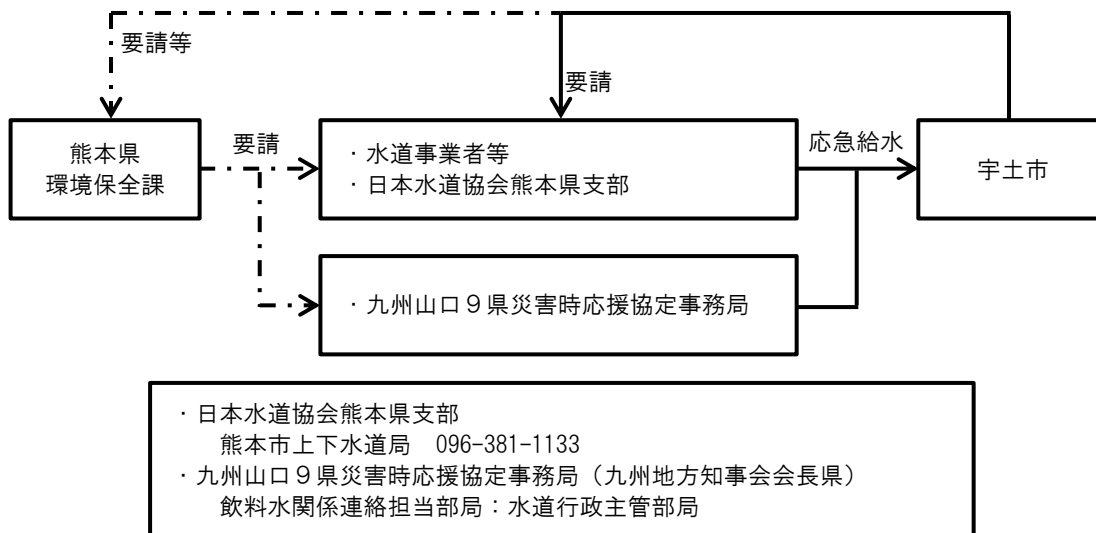 要請等
要請
熊本県
環境保全課
要請
・水道事業者等
・日本水道協会熊本県支部
応急給水
宇土市
・九州山口９県災害時応援協定事務局
・日本水道協会熊本県支部
熊本市上下水道局　096-381-1133
・九州山口９県災害時応援協定事務局（九州地方知事会会長県）
飲料水関係連絡担当部局：水道行政主管部局